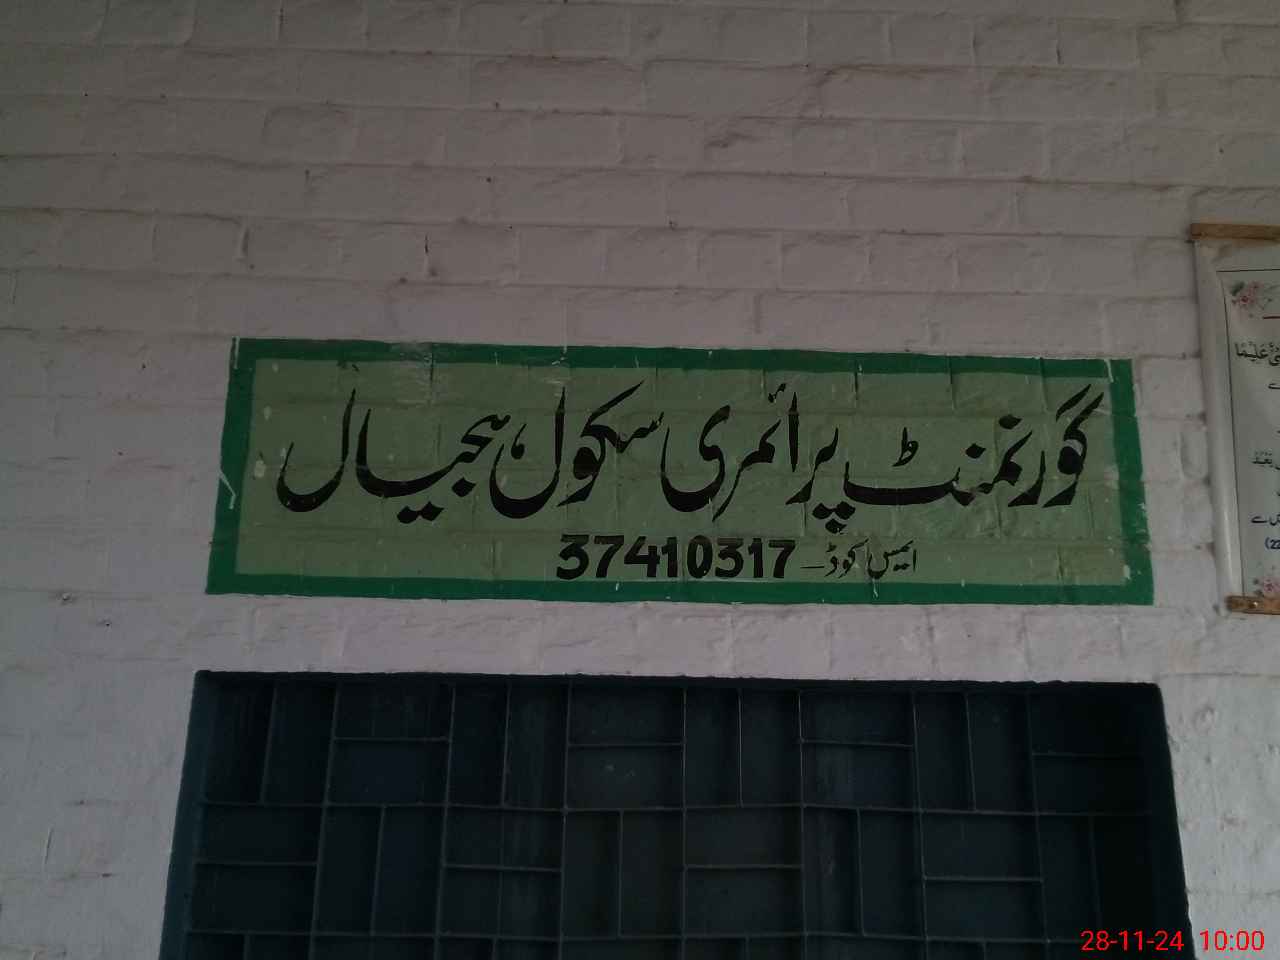 گورنمنٹ پرائمری سکول ہجیال
ایمس کوڈ - 37410317
28-11-24 10:00